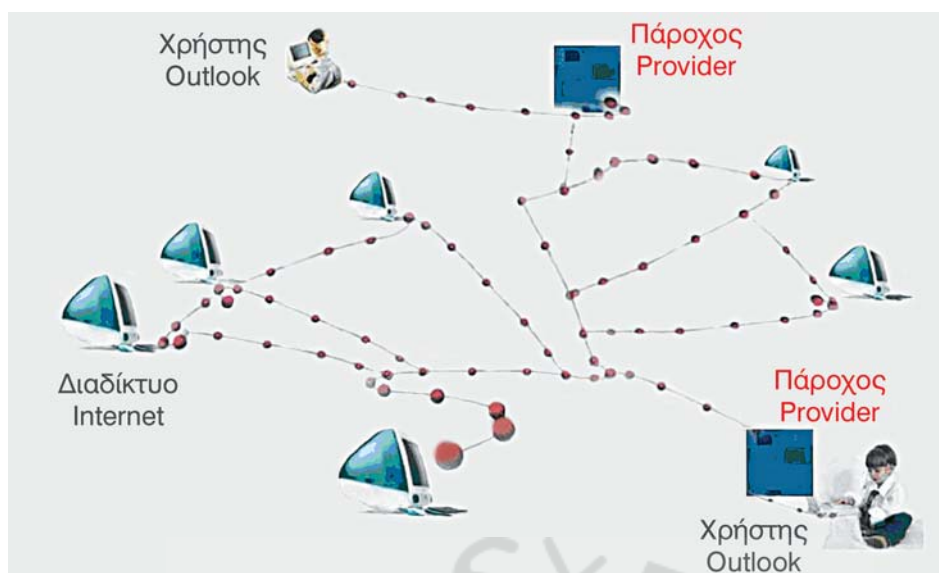 Χρήστης
Outlook
Πάροχος
Provider
Διαδίκτυο
Internet
Πάροχος
Provider
Χρήστης
Outlook